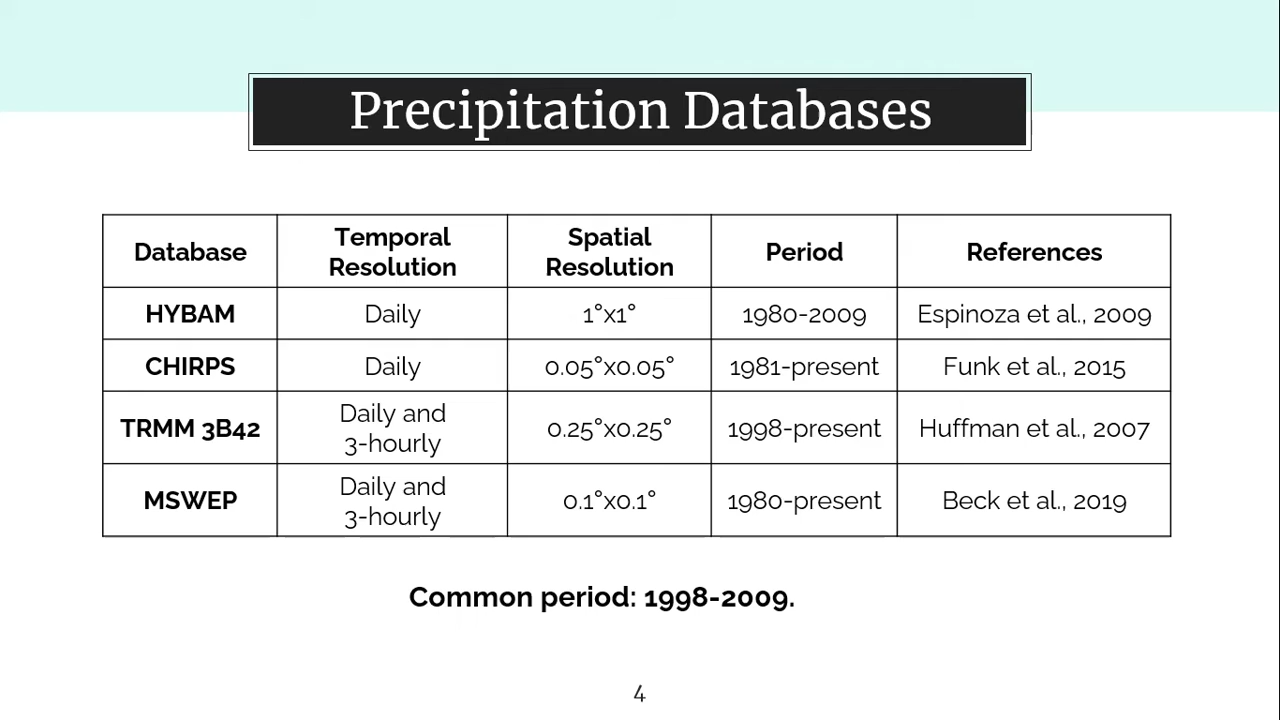 Precipitation Databases
Database
Temporal
Resolution
Spatial
Resolution
Period
References
HYBAM
Daily
1°x1°
1980-2009
Espinoza et al., 2009
CHIRPS
Daily
0.05°x0.05°
1981-present
Funk et al., 2015
TRMM 3B42
Daily and
3-hourly
0.25°x0.25°
1998-present
Huffman et al., 2007
MSWEP
Daily and
3-hourly
0.1°x0.1°
1980-present
Beck et al., 2019
Common period: 1998-2009.
4